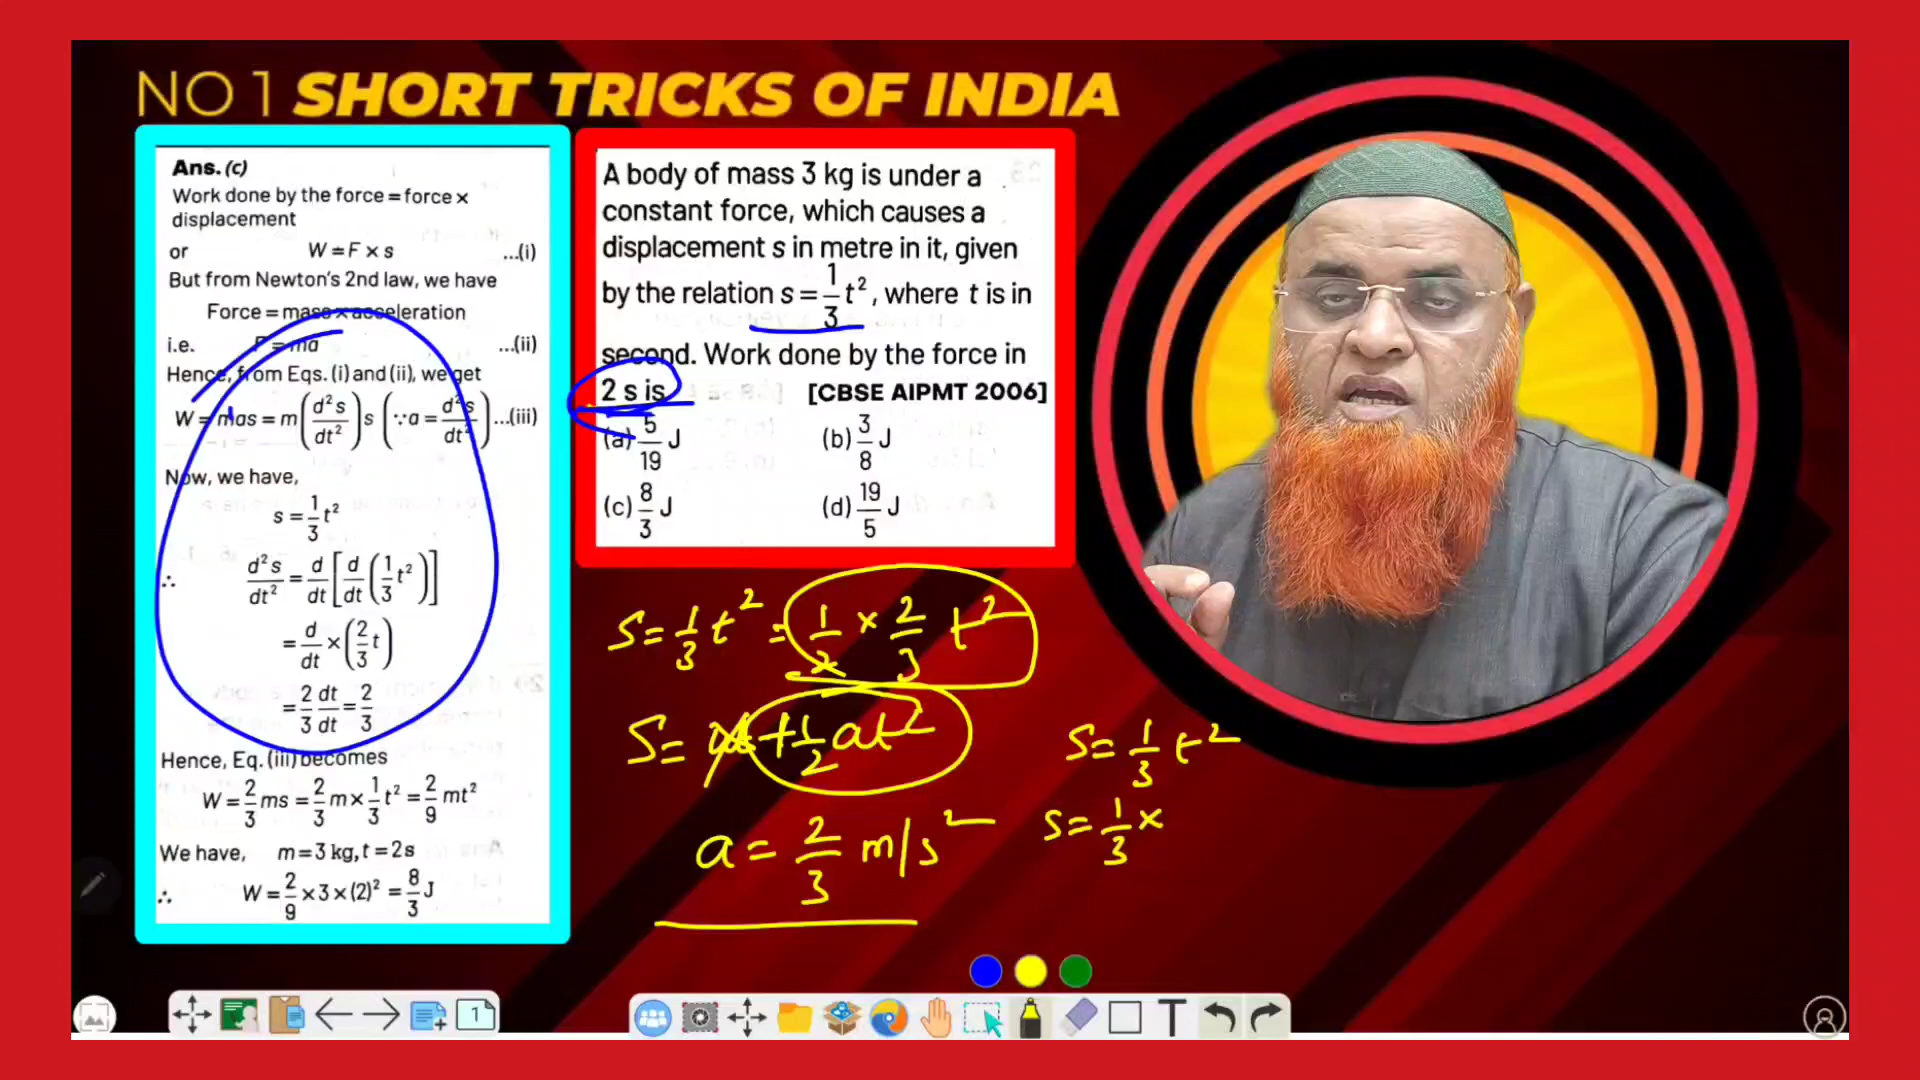 NO 1 SHORT TRICKS OF INDIA
Ans. (c)
Work done by the force = force ×
displacement
or W = F × s ...(i)
But from Newton's 2nd law, we have
Force = mass × acceleration
i.e. F = ma ...(ii)
Hence, from Eqs. (i) and (ii), we get
W = mas = m(d²s/dt²)s (∵a = d²s/dt²) ...(iii)
Now, we have,
s = 1/3 t²
∴ d²s/dt² = d/dt[d/dt(1/3 t²)]
= d/dt × (2/3 t)
= 2/3 dt/dt = 2/3
Hence, Eq. (iii) becomes
W = 2/3 ms = 2/3 m × 1/3 t² = 2/9 mt²
We have, m = 3 kg, t = 2s
∴ W = 2/9 × 3 × (2)² = 8/3 J
A body of mass 3 kg is under a
constant force, which causes a
displacement s in metre in it, given
by the relation s = 1/3 t², where t is in
second. Work done by the force in
2 s is [CBSE AIPMT 2006]
(a) 5/19 J (b) 3/8 J
(c) 8/3 J (d) 19/5 J
S = 1/3 t² = 1/2 × 2/3 t²
S = ut + 1/2 at²
a = 2/3 m/s²
S = 1/3 t²
S = 1/3 ×
1
T